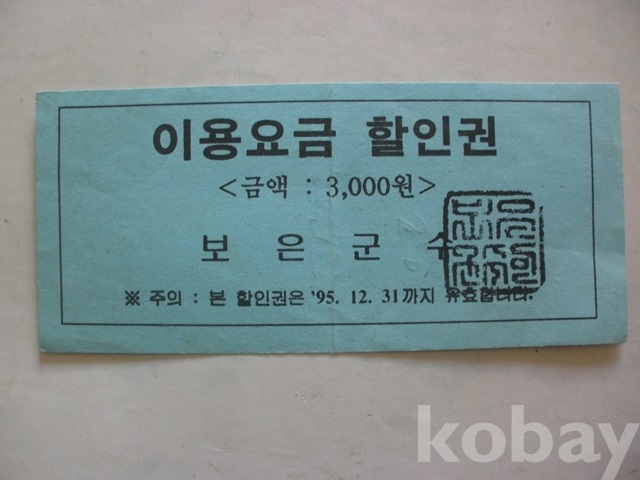 이용요금 할인권
<금액 : 3,000원>
보 은 군 수
※ 주의 : 본 할인권은 '95. 12. 31까지 유효합니다.
kobay